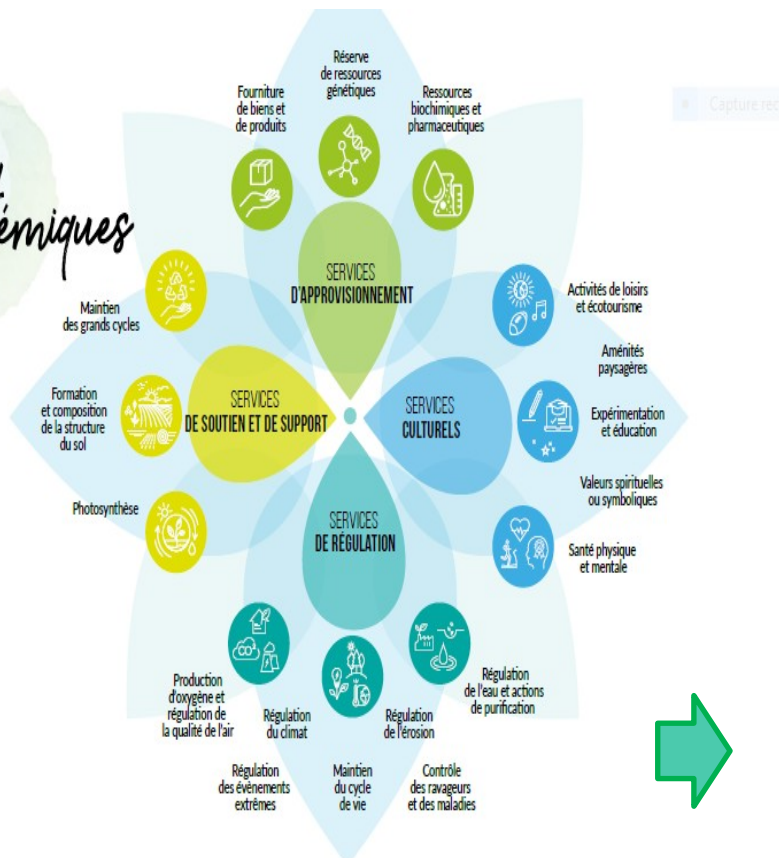 Réserve
de ressources
génétiques
Fourniture
de biens et
de produits
Ressources
biochimiques et
pharmaceutiques
émiques
SERVICES
D'APPROVISIONNEMENT
Maintien
des grands cycles
Activités de loisirs
et écotourisme
Aménités
paysagères
Formation
et composition
de la structure
du sol
SERVICES
DE SOUTIEN ET DE SUPPORT
SERVICES
CULTURELS
Expérimentation
et éducation
Valeurs spirituelles
ou symboliques
Photosynthèse
SERVICES
DE RÉGULATION
Santé physique
et mentale
CO²
Production
d'oxygène et
régulation de
la qualité de l'air
Régulation
du climat
Régulation
de l'érosion
Régulation
de l'eau et actions
de purification
Régulation
des évènements
extrêmes
Maintien
du cycle
de vie
Contrôle
des ravageurs
et des maladies
Capture rec